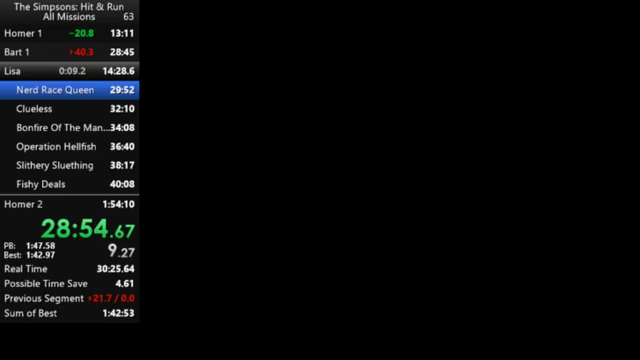 The Simpsons: Hit & Run
All Missions 63
Homer 1 -20.8 13:11
Bart 1 +40.3 28:45
Lisa 0:09.2 14:28.6
Nerd Race Queen 29:52
Clueless 32:10
Bonfire Of The Man... 34:08
Operation Hellfish 36:40
Slithery Sluething 38:17
Fishy Deals 40:08
Homer 2 1:54:10
28:54.67
PB: 1:47.58
Best: 1:42.97
9.27
Real Time 30:25.64
Possible Time Save 4.61
Previous Segment +21.7 / 0.0
Sum of Best 1:42:53